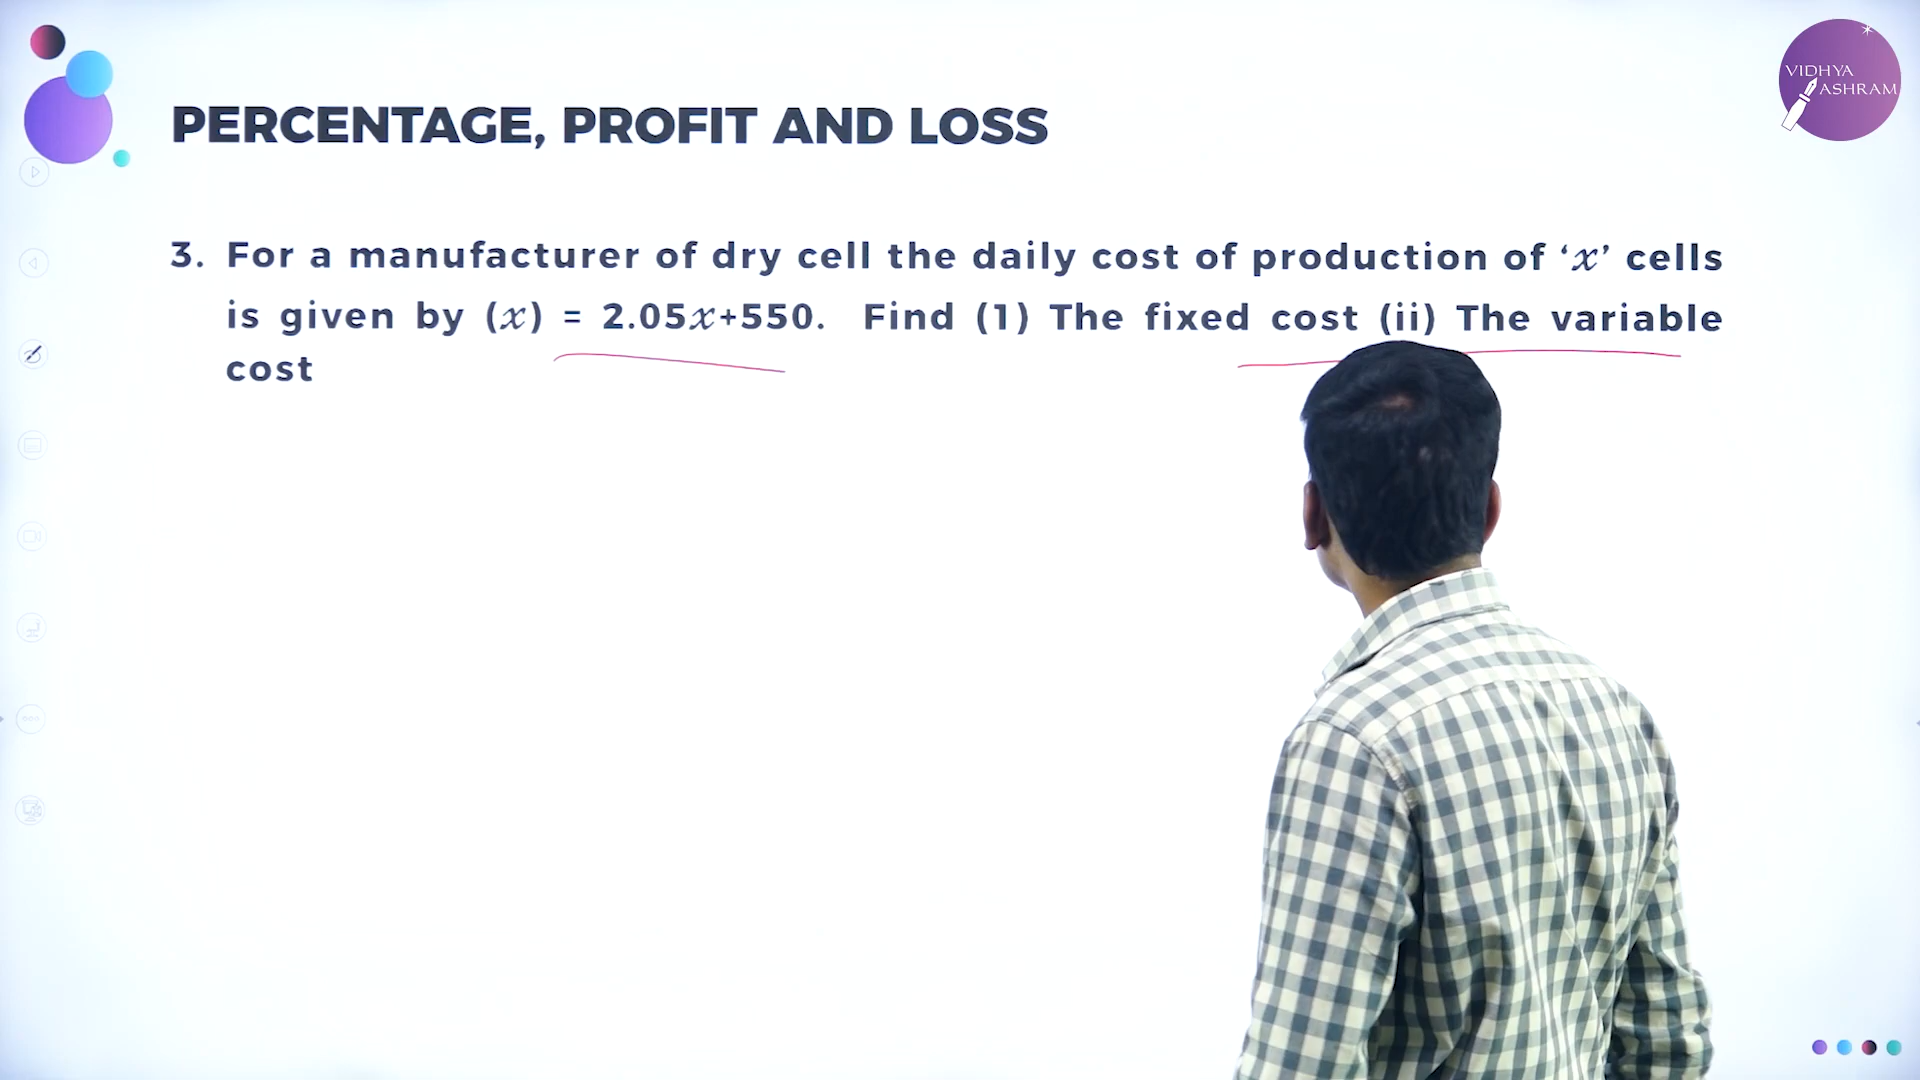 VIDHYA
ASHRAM
PERCENTAGE, PROFIT AND LOSS
3. For a manufacturer of dry cell the daily cost of production of ‘x’ cells
is given by (x) = 2.05x+550. Find (1) The fixed cost (ii) The variable
cost